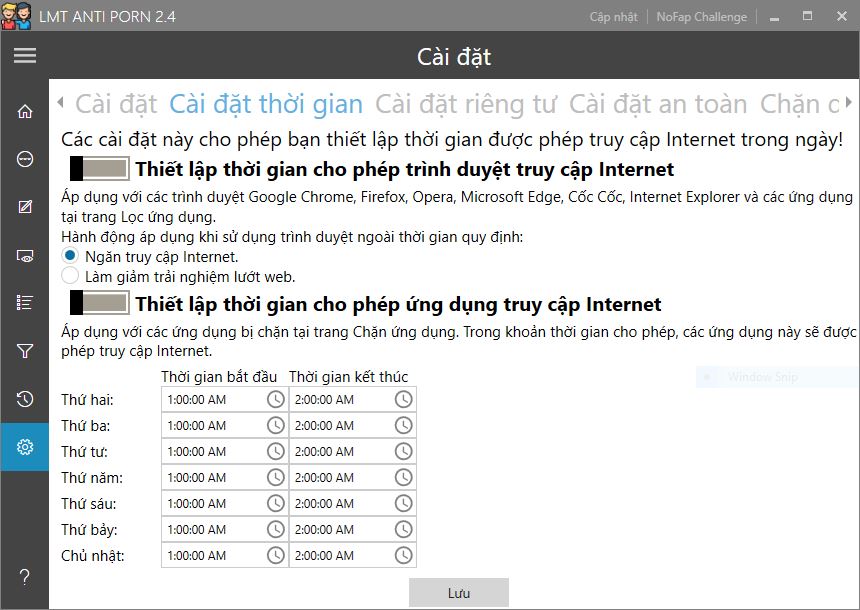 LMT ANTI PORN 2.4
Cập nhật
NoFap Challenge
Cài đặt
Cài đặt Cài đặt thời gian Cài đặt riêng tư Cài đặt an toàn Chặn c
Các cài đặt này cho phép bạn thiết lập thời gian được phép truy cập Internet trong ngày!
Thiết lập thời gian cho phép trình duyệt truy cập Internet
Áp dụng với các trình duyệt Google Chrome, Firefox, Opera, Microsoft Edge, Cốc Cốc, Internet Explorer và các ứng dụng
tại trang Lọc ứng dụng.
Hành động áp dụng khi sử dụng trình duyệt ngoài thời gian quy định:
Ngăn truy cập Internet.
Làm giảm trải nghiệm lướt web.
Thiết lập thời gian cho phép ứng dụng truy cập Internet
Áp dụng với các ứng dụng bị chặn tại trang Chặn ứng dụng. Trong khoản thời gian cho phép, các ứng dụng này sẽ được
phép truy cập Internet.
Window Snip
Thời gian bắt đầu Thời gian kết thúc
Thứ hai: 1:00:00 AM 2:00:00 AM
Thứ ba: 1:00:00 AM 2:00:00 AM
Thứ tư: 1:00:00 AM 2:00:00 AM
Thứ năm: 1:00:00 AM 2:00:00 AM
Thứ sáu: 1:00:00 AM 2:00:00 AM
Thứ bảy: 1:00:00 AM 2:00:00 AM
Chủ nhật: 1:00:00 AM 2:00:00 AM
Lưu